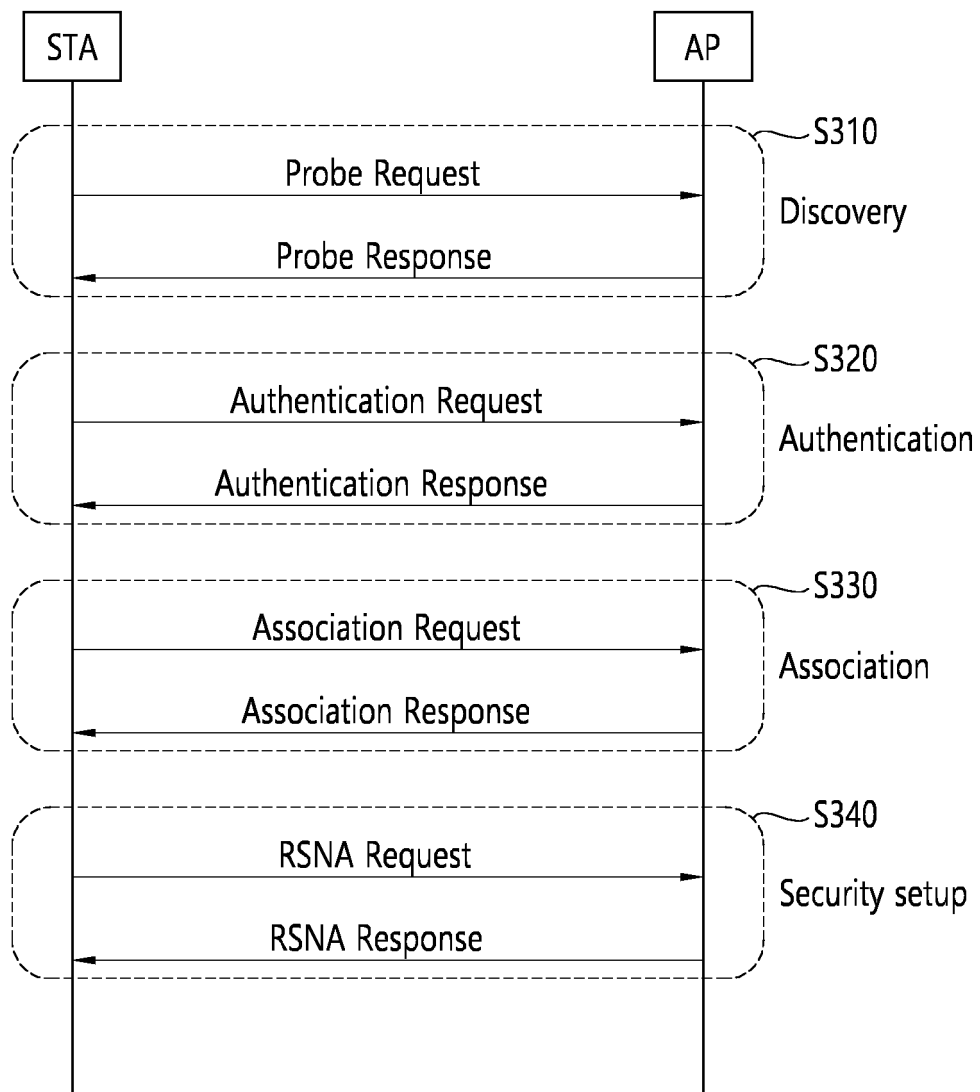 STA
AP
S310
Probe Request
Discovery
Probe Response
S320
Authentication Request
Authentication
Authentication Response
S330
Association Request
Association
Association Response
S340
RSNA Request
Security setup
RSNA Response